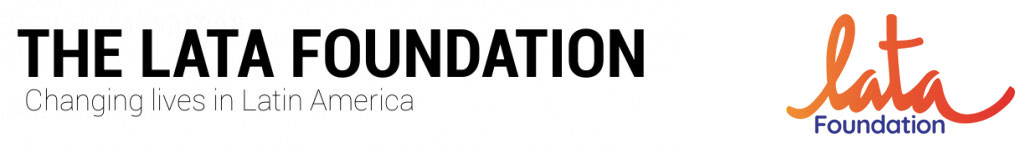 THE LATA FOUNDATION
Changing lives in Latin America
lata
Foundation